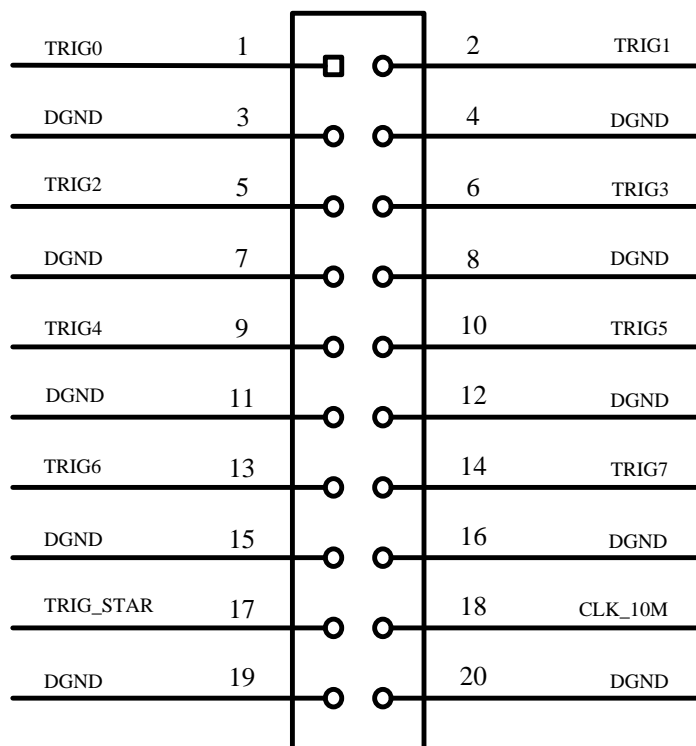 TRIG0 1 2 TRIG1
DGND 3 4 DGND
TRIG2 5 6 TRIG3
DGND 7 8 DGND
TRIG4 9 10 TRIG5
DGND 11 12 DGND
TRIG6 13 14 TRIG7
DGND 15 16 DGND
TRIG_STAR 17 18 CLK_10M
DGND 19 20 DGND